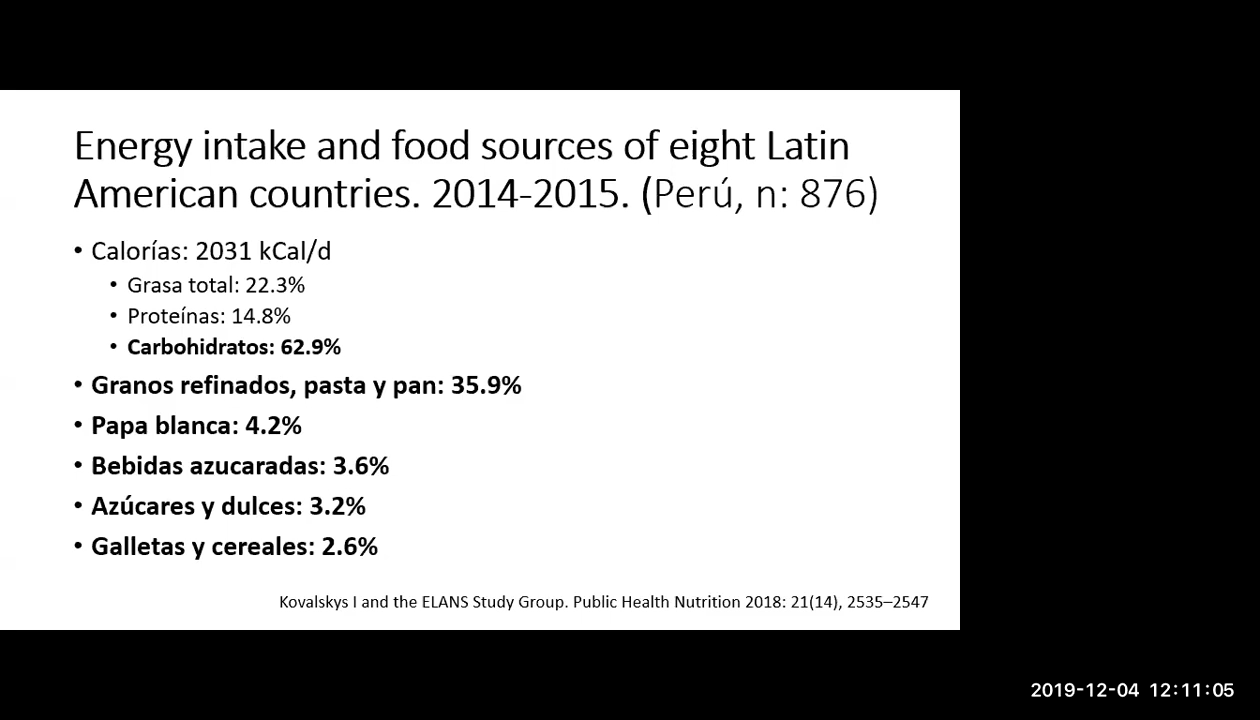 Energy intake and food sources of eight Latin
American countries. 2014-2015. (Perú, n: 876)
• Calorías: 2031 kCal/d
• Grasa total: 22.3%
• Proteínas: 14.8%
• Carbohidratos: 62.9%
• Granos refinados, pasta y pan: 35.9%
• Papa blanca: 4.2%
• Bebidas azucaradas: 3.6%
• Azúcares y dulces: 3.2%
• Galletas y cereales: 2.6%
Kovalskys I and the ELANS Study Group. Public Health Nutrition 2018: 21(14), 2535–2547
2019-12-04 12:11:05